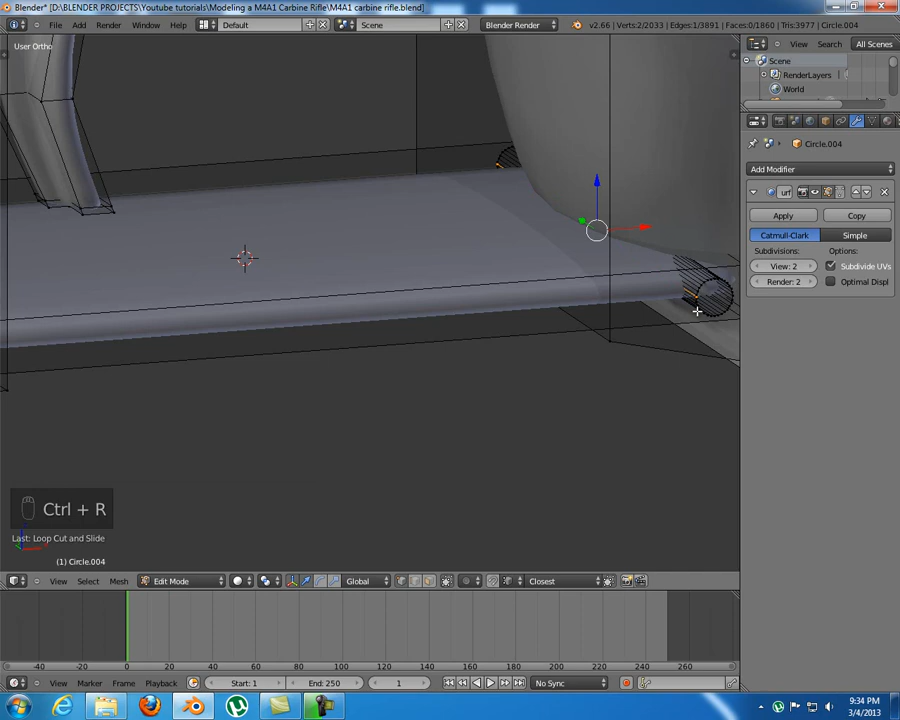 Blender* [D:\BLENDER PROJECTS\Youtube tutorials\Modeling a M4A1 Carbine Rifle\M4A1 carbine rifle.blend]
File Add Render Window Help Default Scene Blender Render v2.66 | Verts:2/2033 | Edges:1/3891 | Faces:0/1860 | Tris:3977 | Circle.004
User Ortho
View Search All Scenes
Scene
RenderLayers
World
Circle.004
Add Modifier
urf
Apply Copy
Catmull-Clark Simple
Subdivisions: Options:
View: 2 Subdivide UVs
Render: 2 Optimal Displ
Ctrl + R
Last: Loop Cut and Slide
(1) Circle.004
View Select Mesh Edit Mode Global Closest
-40 -20 0 20 40 60 80 100 120 140 160 180 200 220 240 260
View Marker Frame Playback Start: 1 End: 250 1 No Sync
9:34 PM
3/4/2013